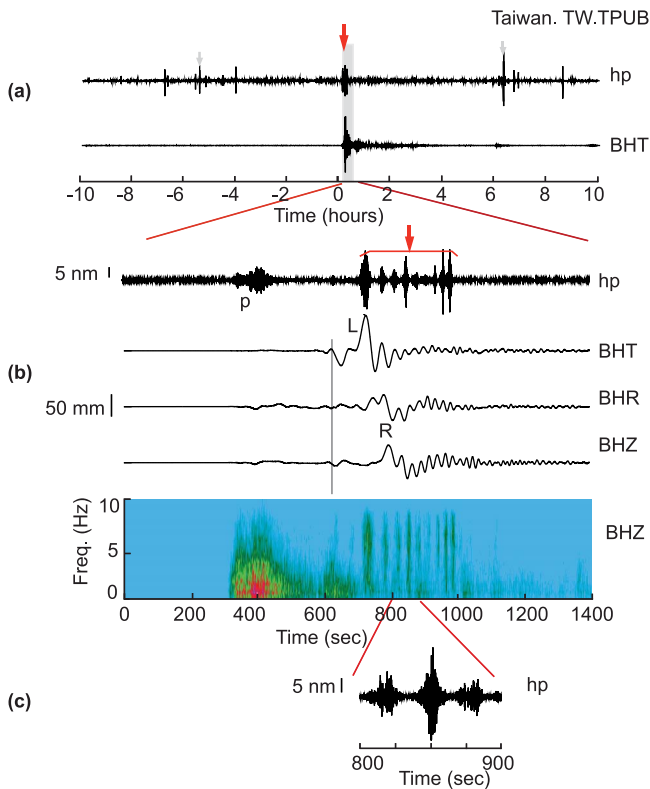 Taiwan. TW.TPUB
(a)
hp
BHT
-10 -8 -6 -4 -2 0 2 4 6 8 10
Time (hours)
5 nm
hp
p
L
BHT
(b)
50 mm
BHR
R
BHZ
10
5
0
Freq. (Hz)
BHZ
0 200 400 600 800 1000 1200 1400
Time (sec)
(c)
5 nm
hp
800 900
Time (sec)